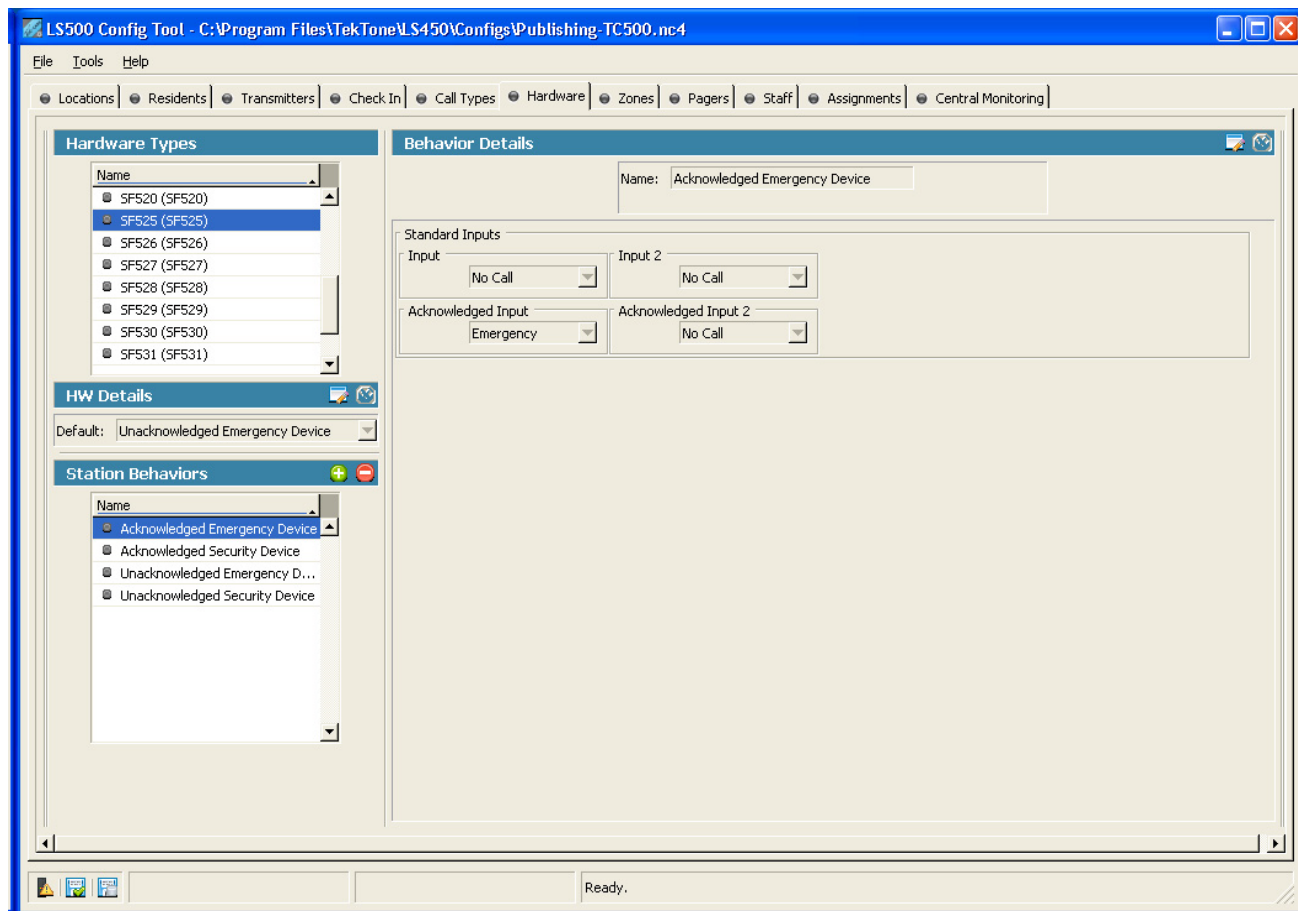 LS500 Config Tool - C:\Program Files\TekTone\LS450\Configs\Publishing-TC500.nc4
File Tools Help
Locations Residents Transmitters Check In Call Types Hardware Zones Pagers Staff Assignments Central Monitoring
Hardware Types
Name
SF520 (SF520)
SF525 (SF525)
SF526 (SF526)
SF527 (SF527)
SF528 (SF528)
SF529 (SF529)
SF530 (SF530)
SF531 (SF531)
HW Details
Default: Unacknowledged Emergency Device
Station Behaviors
Name
Acknowledged Emergency Device
Acknowledged Security Device
Unacknowledged Emergency D...
Unacknowledged Security Device
Behavior Details
Name: Acknowledged Emergency Device
Standard Inputs
Input
No Call
Input 2
No Call
Acknowledged Input
Emergency
Acknowledged Input 2
No Call
Ready.